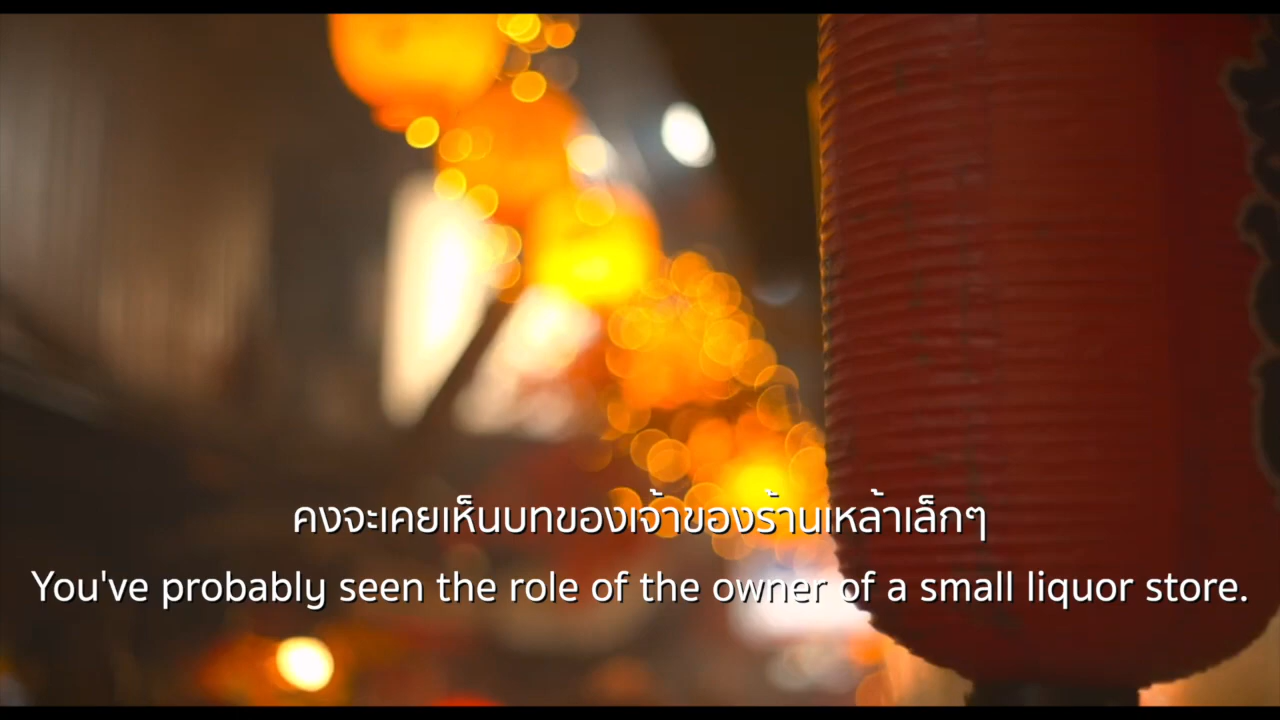 คงจะเคยเห็นบทของเจ้าของร้านเหล้าเล็กๆ
You've probably seen the role of the owner of a small liquor store.